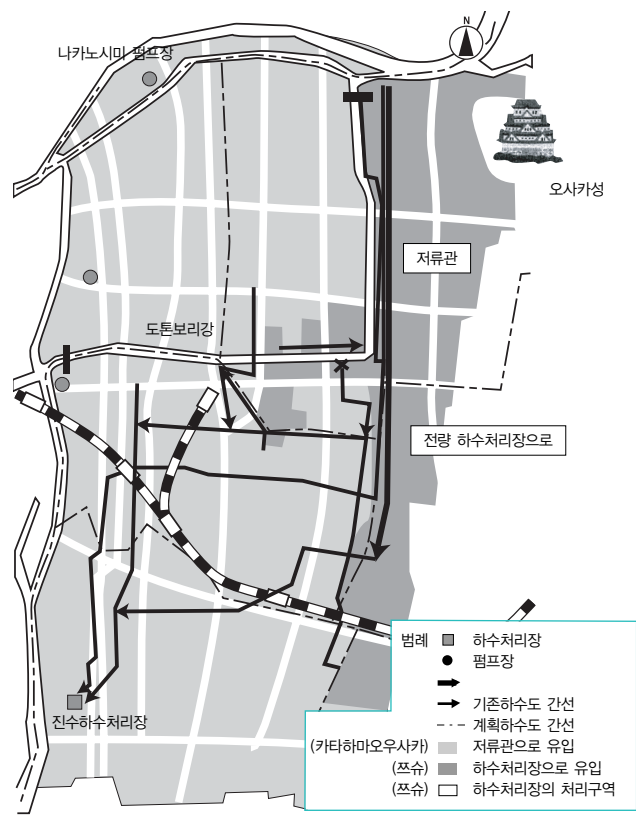 N
나카노시미 펌프장
오사카성
저류관
도톤보리강
전량 하수처리장으로
진수하수처리장
범례 하수처리장
펌프장
기존하수도 간선
계획하수도 간선
(카타하마오우사카) 저류관으로 유입
(쯔슈) 하수처리장으로 유입
(쯔슈) 하수처리장의 처리구역